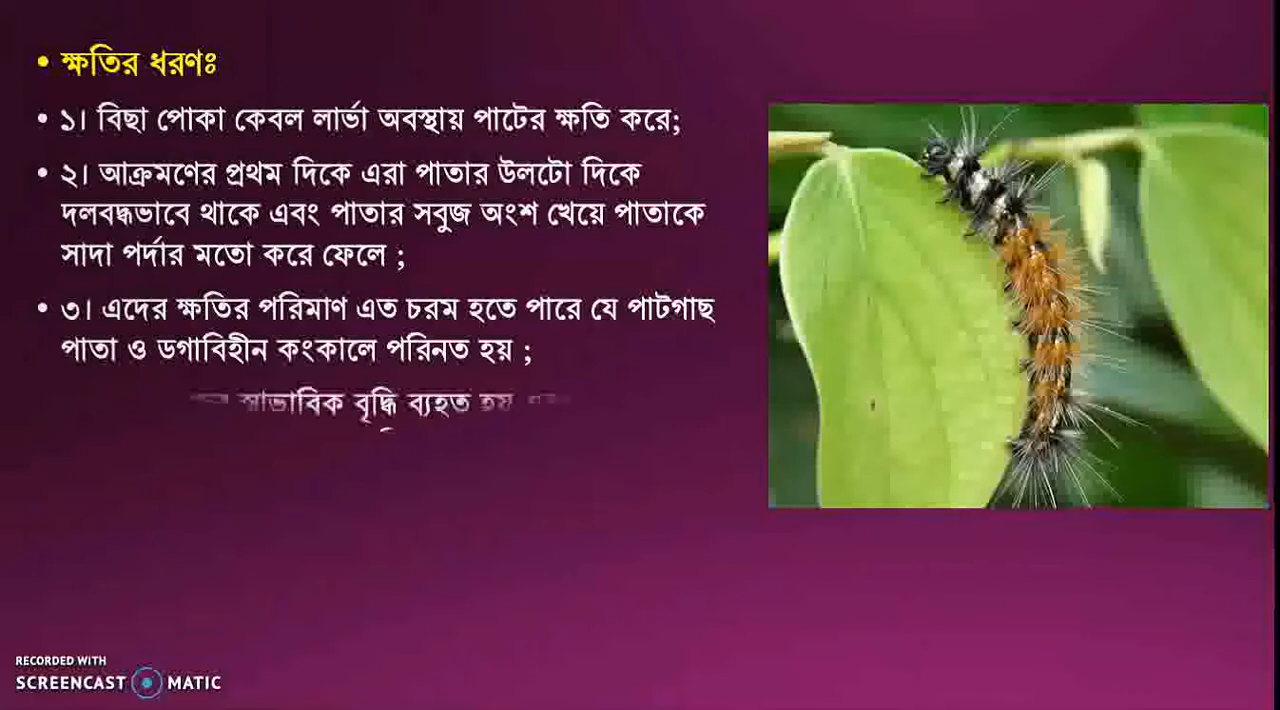 • ক্ষতির ধরণঃ
• ১। বিছা পোকা কেবল লার্ভা অবস্থায় পাটের ক্ষতি করে;
• ২। আক্রমণের প্রথম দিকে এরা পাতার উলটো দিকে
দলবদ্ধভাবে থাকে এবং পাতার সবুজ অংশ খেয়ে পাতাকে
সাদা পর্দার মতো করে ফেলে ;
• ৩। এদের ক্ষতির পরিমাণ এত চরম হতে পারে যে পাটগাছ
পাতা ও ডগাবিহীন কংকালে পরিনত হয় ;
স্বাভাবিক বৃদ্ধি ব্যহত হয়
RECORDED WITH
SCREENCAST MATIC